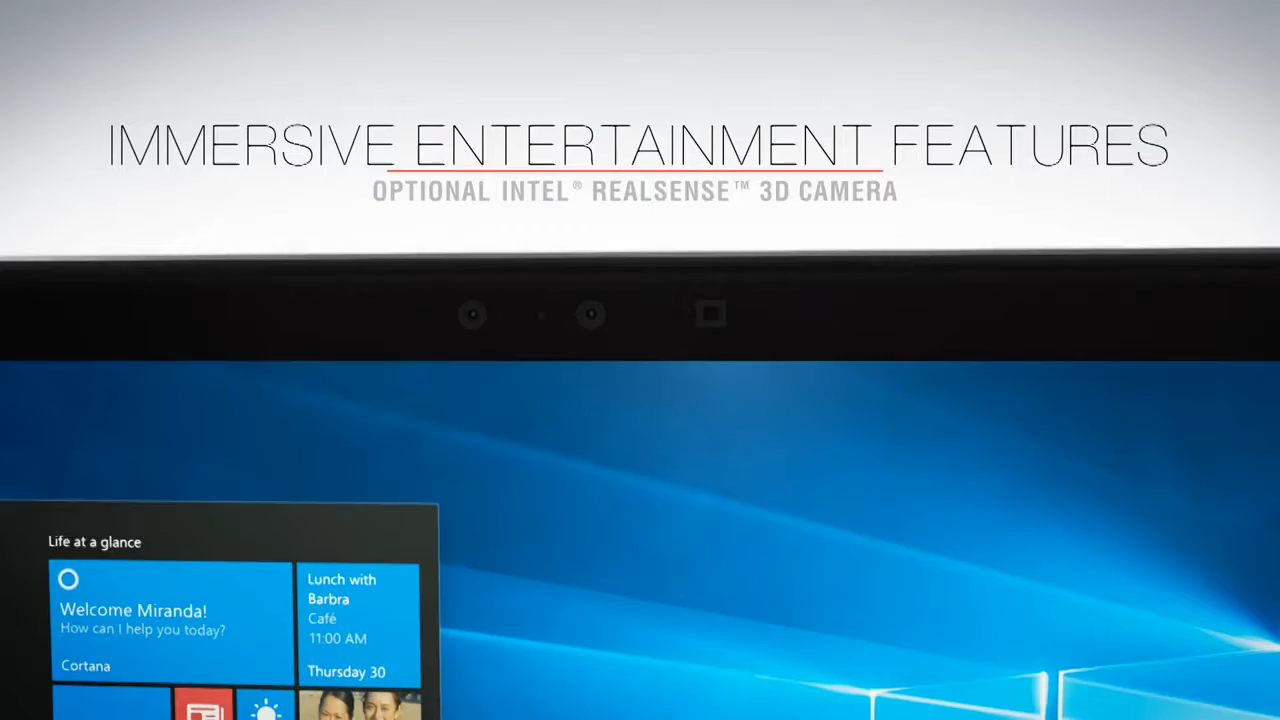 IMMERSIVE ENTERTAINMENT FEATURES
OPTIONAL INTEL® REALSENSE™ 3D CAMERA
Life at a glance
Welcome Miranda!
How can I help you today?
Cortana
Lunch with
Barbra
Café
11:00 AM
Thursday 30